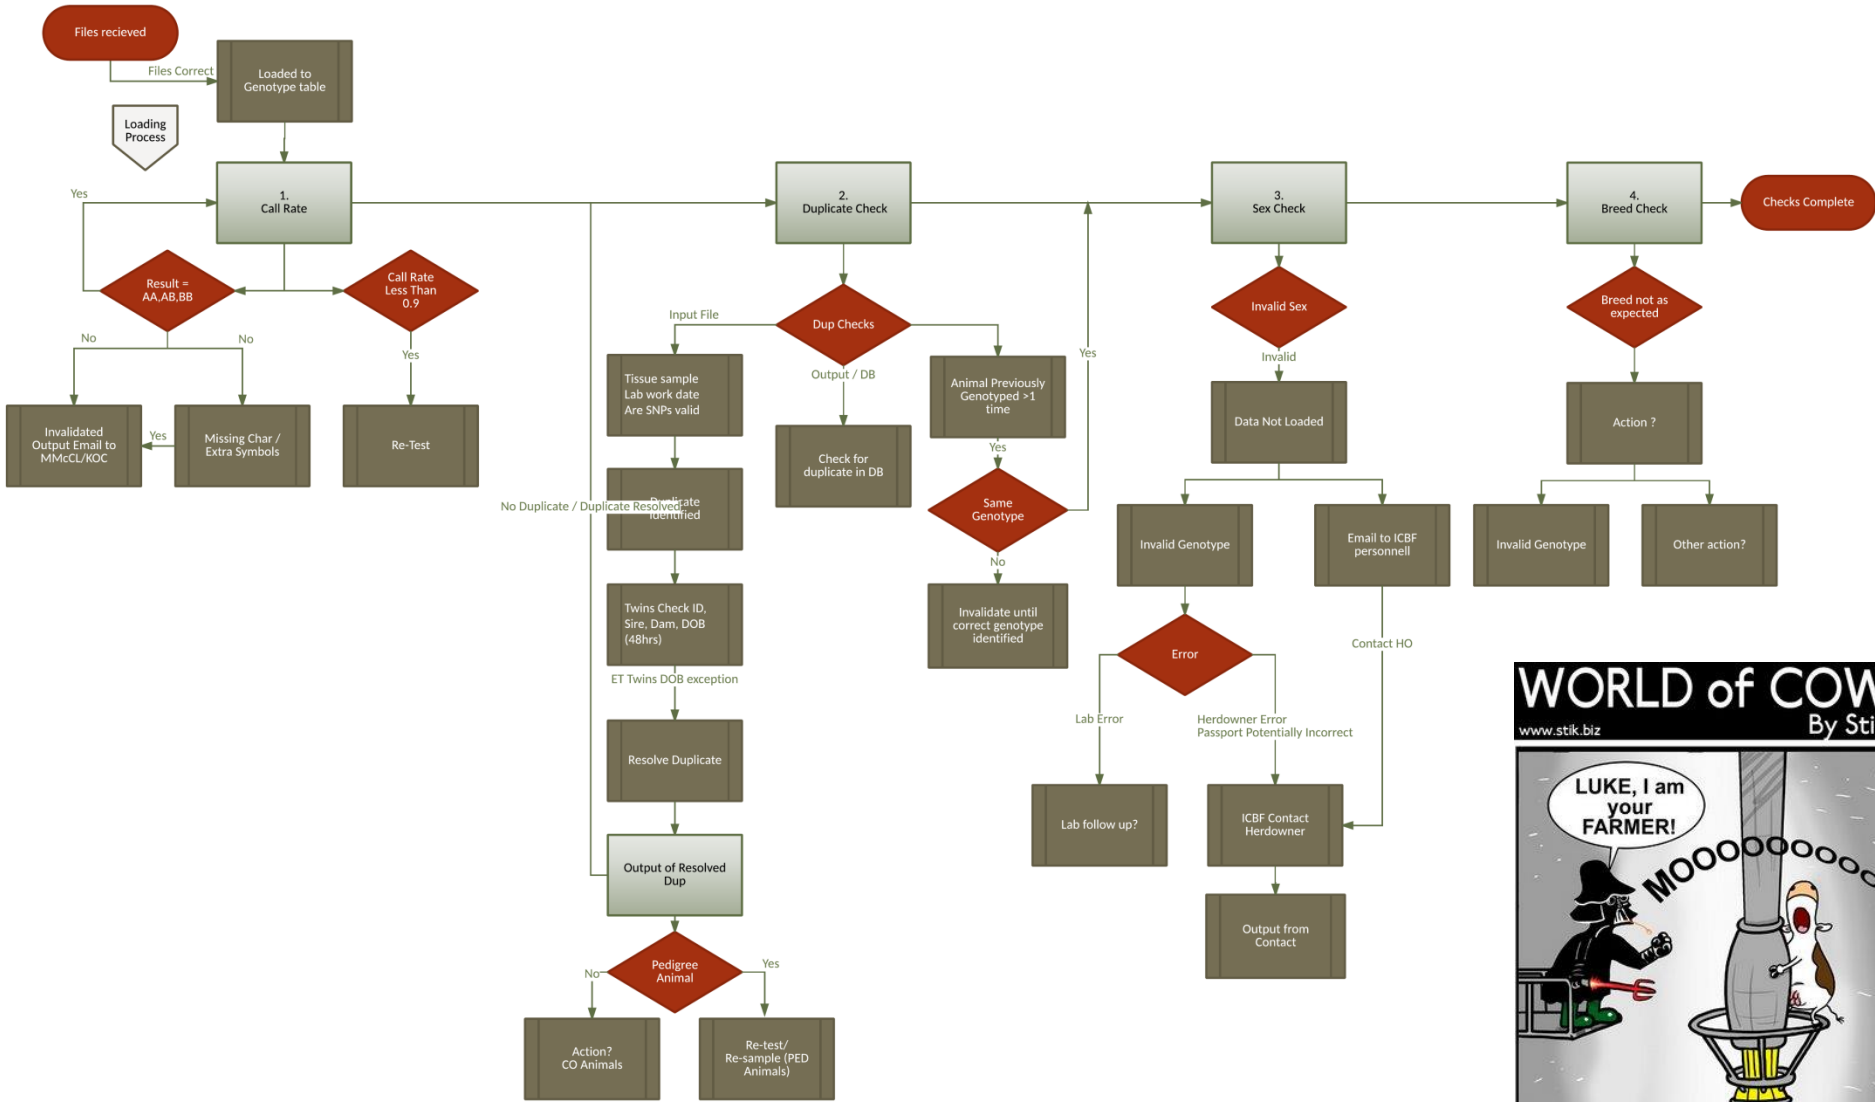 Files recieved
Files Correct
Loaded to
Genotype table
Loading
Process
Yes
1.
Call Rate
2.
Duplicate Check
3.
Sex Check
4.
Breed Check
Checks Complete
Result =
AA,AB,BB
Call Rate
Less Than
0.9
No
No
Yes
Invalidated
Output Email to
MMcCL/KOC
Yes
Missing Char /
Extra Symbols
Re-Test
Input File
Dup Checks
Output / DB
Tissue sample
Lab work date
Are SNPs valid
Check for
duplicate in DB
Animal Previously
Genotyped >1
time
Yes
Yes
Same
Genotype
No
Invalidate until
correct genotype
identified
No Duplicate / Duplicate Resolved
Duplicate
Identified
Twins Check ID,
Sire, Dam, DOB
(48hrs)
ET Twins DOB exception
Resolve Duplicate
Output of Resolved
Dup
Pedigree
Animal
No
Yes
Action?
CO Animals
Re-test/
Re-sample (PED
Animals)
Invalid Sex
Invalid
Data Not Loaded
Invalid Genotype
Email to ICBF
personnell
Error
Contact HO
Lab Error
Herdowner Error
Passport Potentially Incorrect
Lab follow up?
ICBF Contact
Herdowner
Output from
Contact
Breed not as
expected
Action ?
Invalid Genotype
Other action?
WORLD of COW
www.stik.biz
By Sti
LUKE, I am
your
FARMER!
MOOOOOOOOO